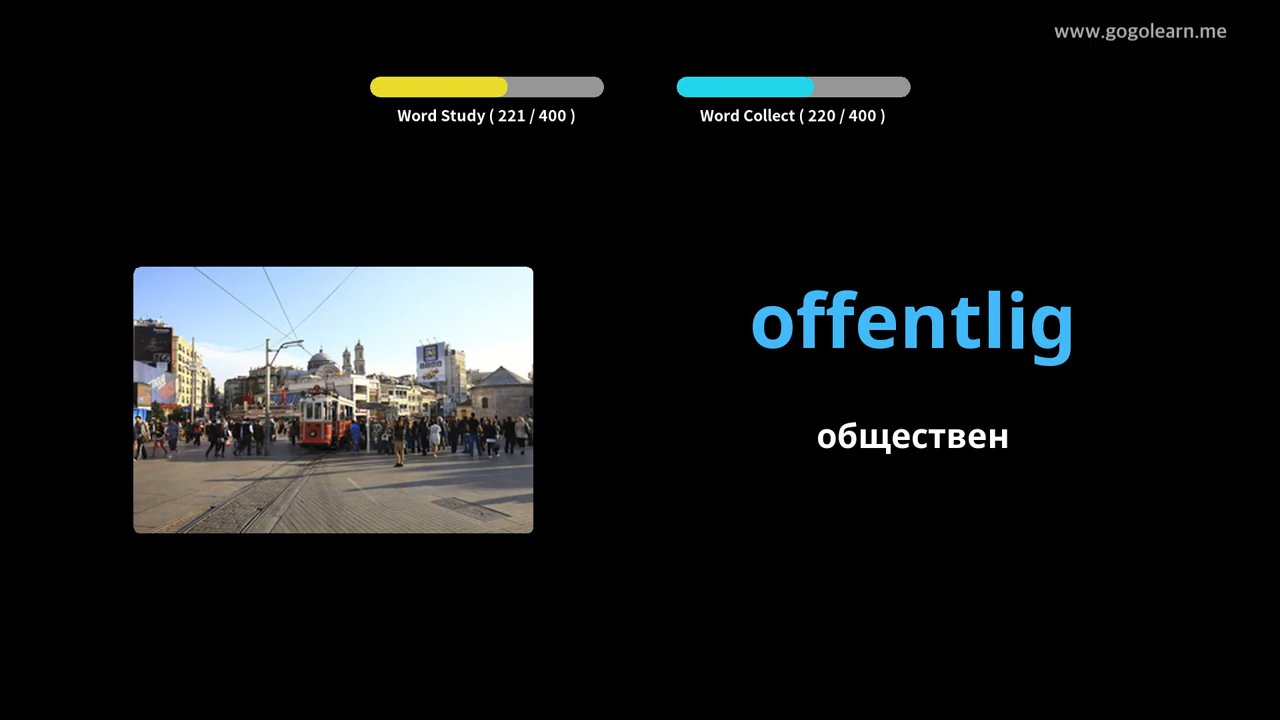 www.gogolearn.me
Word Study ( 221 / 400 )
Word Collect ( 220 / 400 )
offentlig
обществен